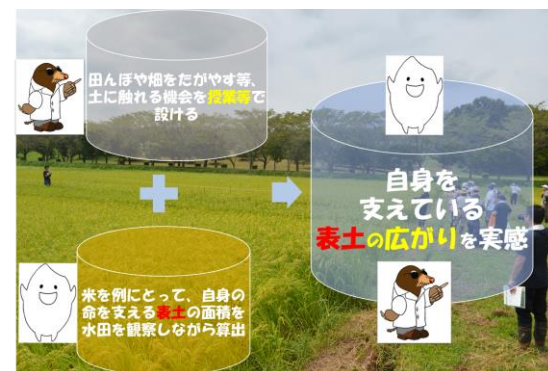 田んぼや畑をたがやす等、
土に触れる機会を授業等で
設ける
米を例にとって、自身の
命を支える表土の面積を
水田を観察しながら算出
自身を
支えている
表土の広がりを実感